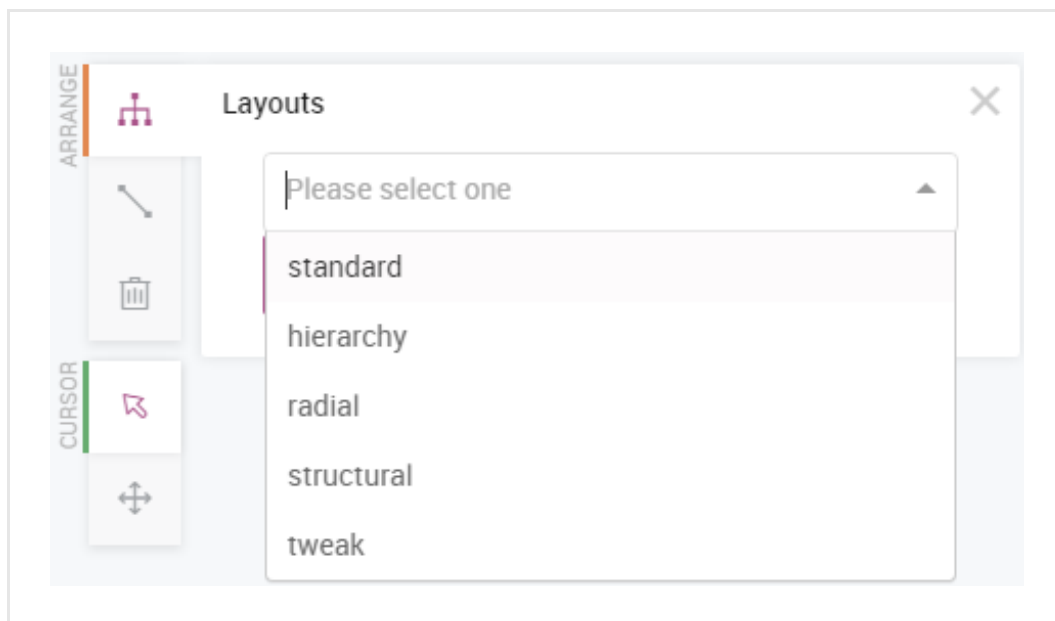 ARRANGE
Layouts
Please select one
standard
hierarchy
radial
structural
tweak
CURSOR